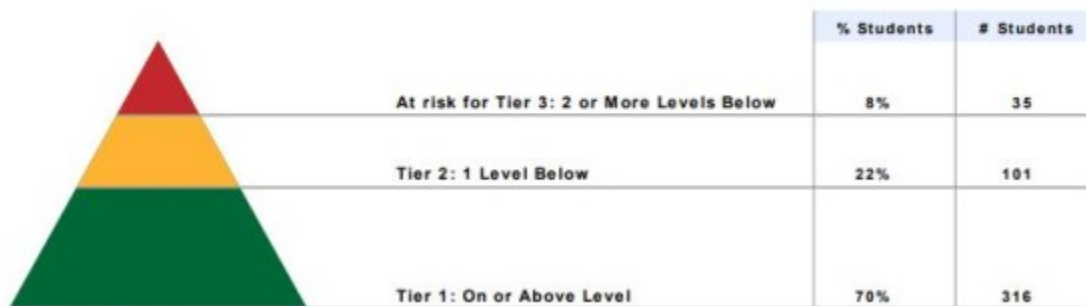 % Students # Students
At risk for Tier 3: 2 or More Levels Below 8% 35
Tier 2: 1 Level Below 22% 101
Tier 1: On or Above Level 70% 316